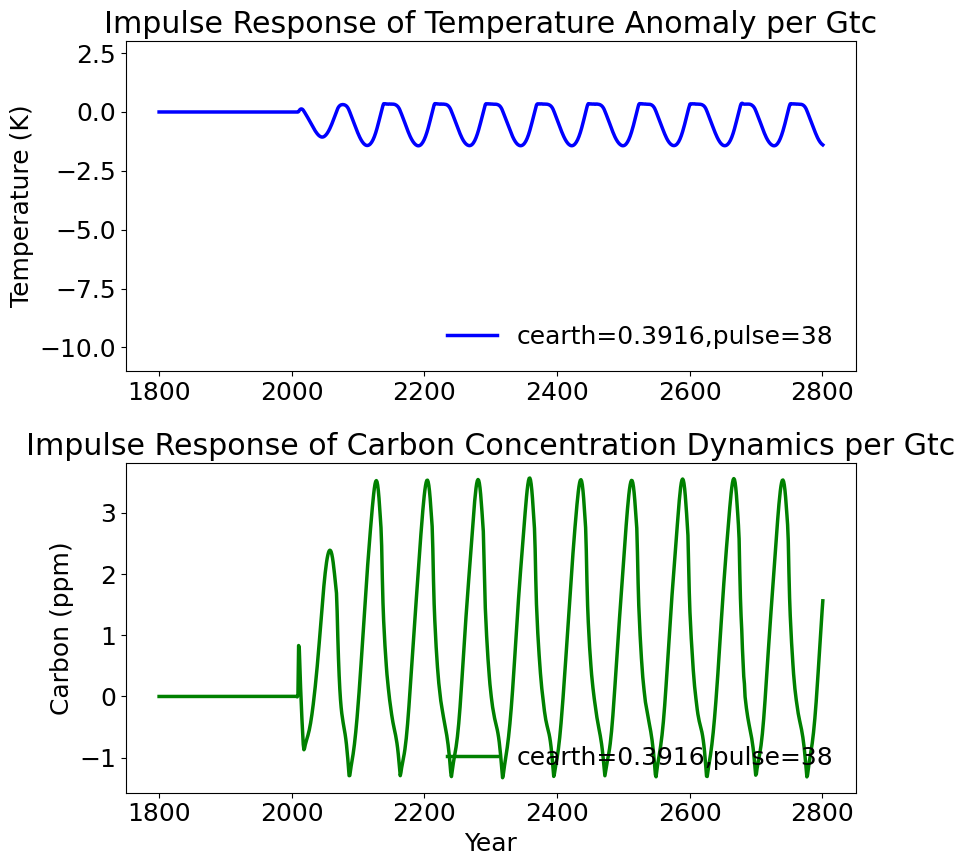 Impulse Response of Temperature Anomaly per Gtc
2.5
0.0
−2.5
−5.0
−7.5
−10.0
Temperature (K)
cearth=0.3916,pulse=38
1800 2000 2200 2400 2600 2800
Impulse Response of Carbon Concentration Dynamics per Gtc
3
2
1
0
−1
Carbon (ppm)
cearth=0.3916,pulse=38
1800 2000 2200 2400 2600 2800
Year